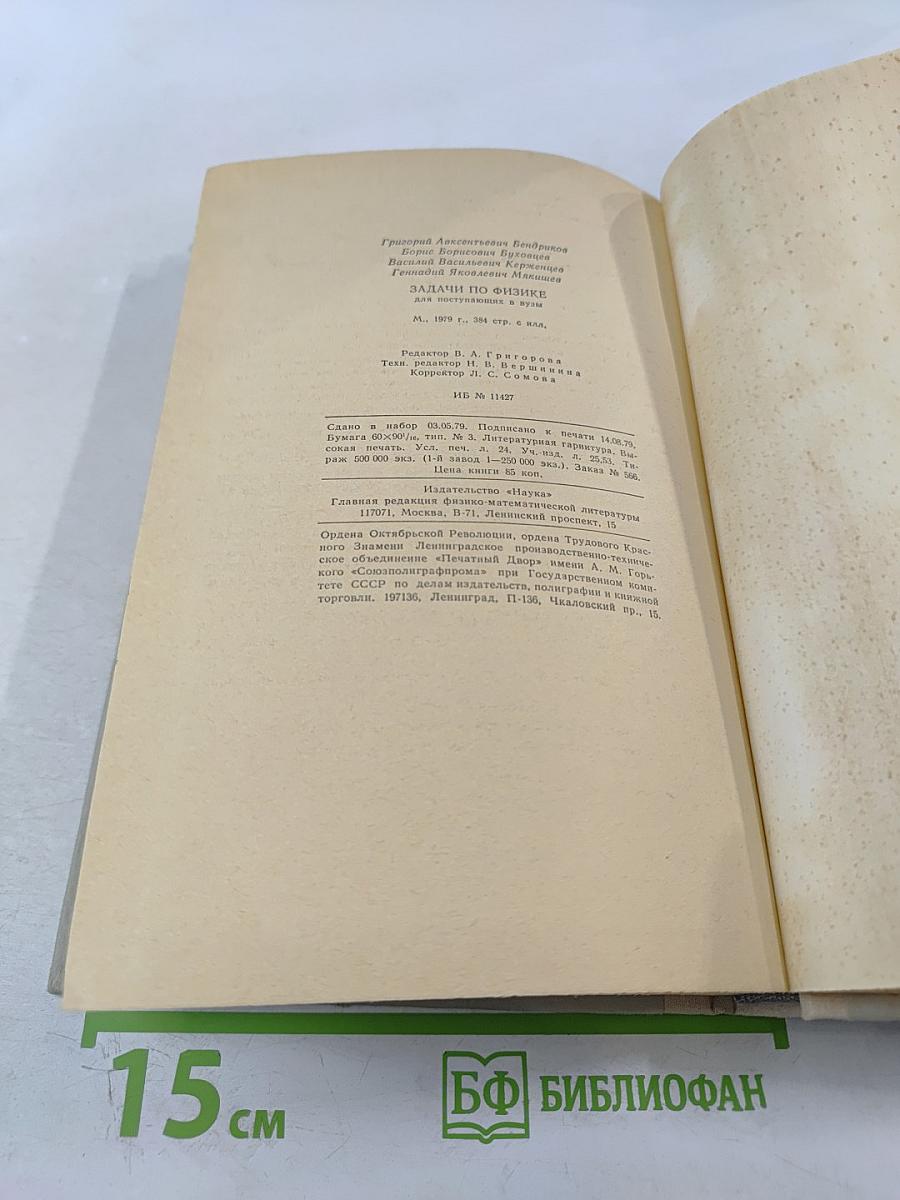 Григорий Авксентьевич Бендриков
Борис Борисович Буховцев
Василий Васильевич Керженцев
Геннадий Яковлевич Мякишев
ЗАДАЧИ ПО ФИЗИКЕ
для поступающих в вузы
М., 1979 г., 384 стр. с илл.
Редактор В. А. Григорова
Техн. редактор Н. В. Вершинина
Корректор Л. С. Сомова
ИБ № 11427
Сдано в набор 03.05.79. Подписано к печати 14.08.79.
Бумага 60×90¹/₁₆, тип. № 3. Литературная гарнитура. Вы-
сокая печать. Усл. печ. л. 24. Уч.-изд. л. 25,53. Ти-
раж 500 000 экз. (1-й завод 1—250 000 экз.). Заказ № 566.
Цена книги 85 коп.
Издательство «Наука»
Главная редакция физико-математической литературы
117071, Москва, В-71, Ленинский проспект, 15
Ордена Октябрьской Революции, ордена Трудового Крас-
ного Знамени Ленинградское производственно-техниче-
ское объединение «Печатный Двор» имени А. М. Горь-
кого «Союзполиграфпрома» при Государственном коми-
тете СССР по делам издательств, полиграфии и книжной
торговли. 197136, Ленинград, П-136, Чкаловский пр., 15.
15 см
БФ БИБЛИОФАН